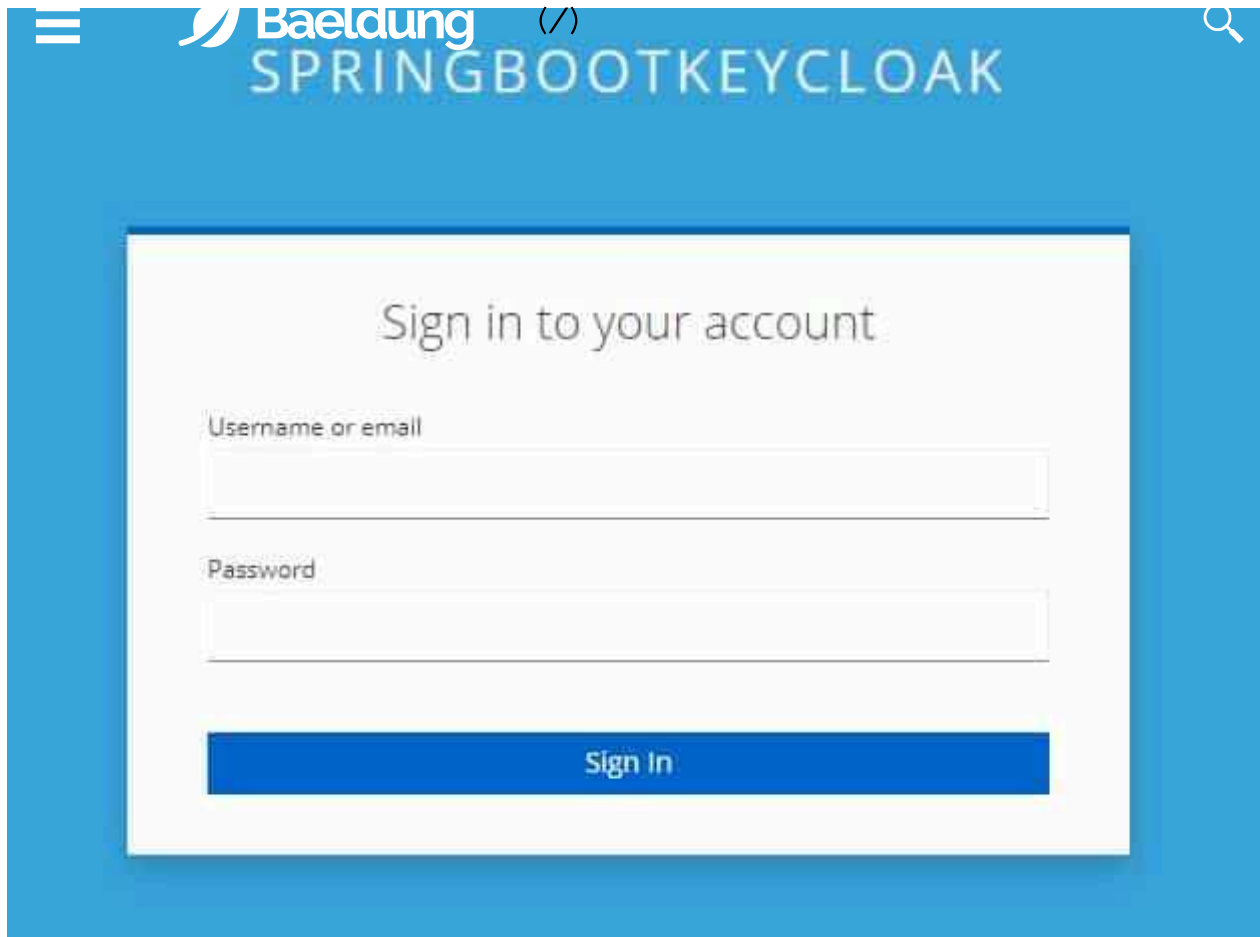 Baeldung (/)
SPRINGBOOTKEYCLOAK
Sign in to your account
Username or email
Password
Sign In